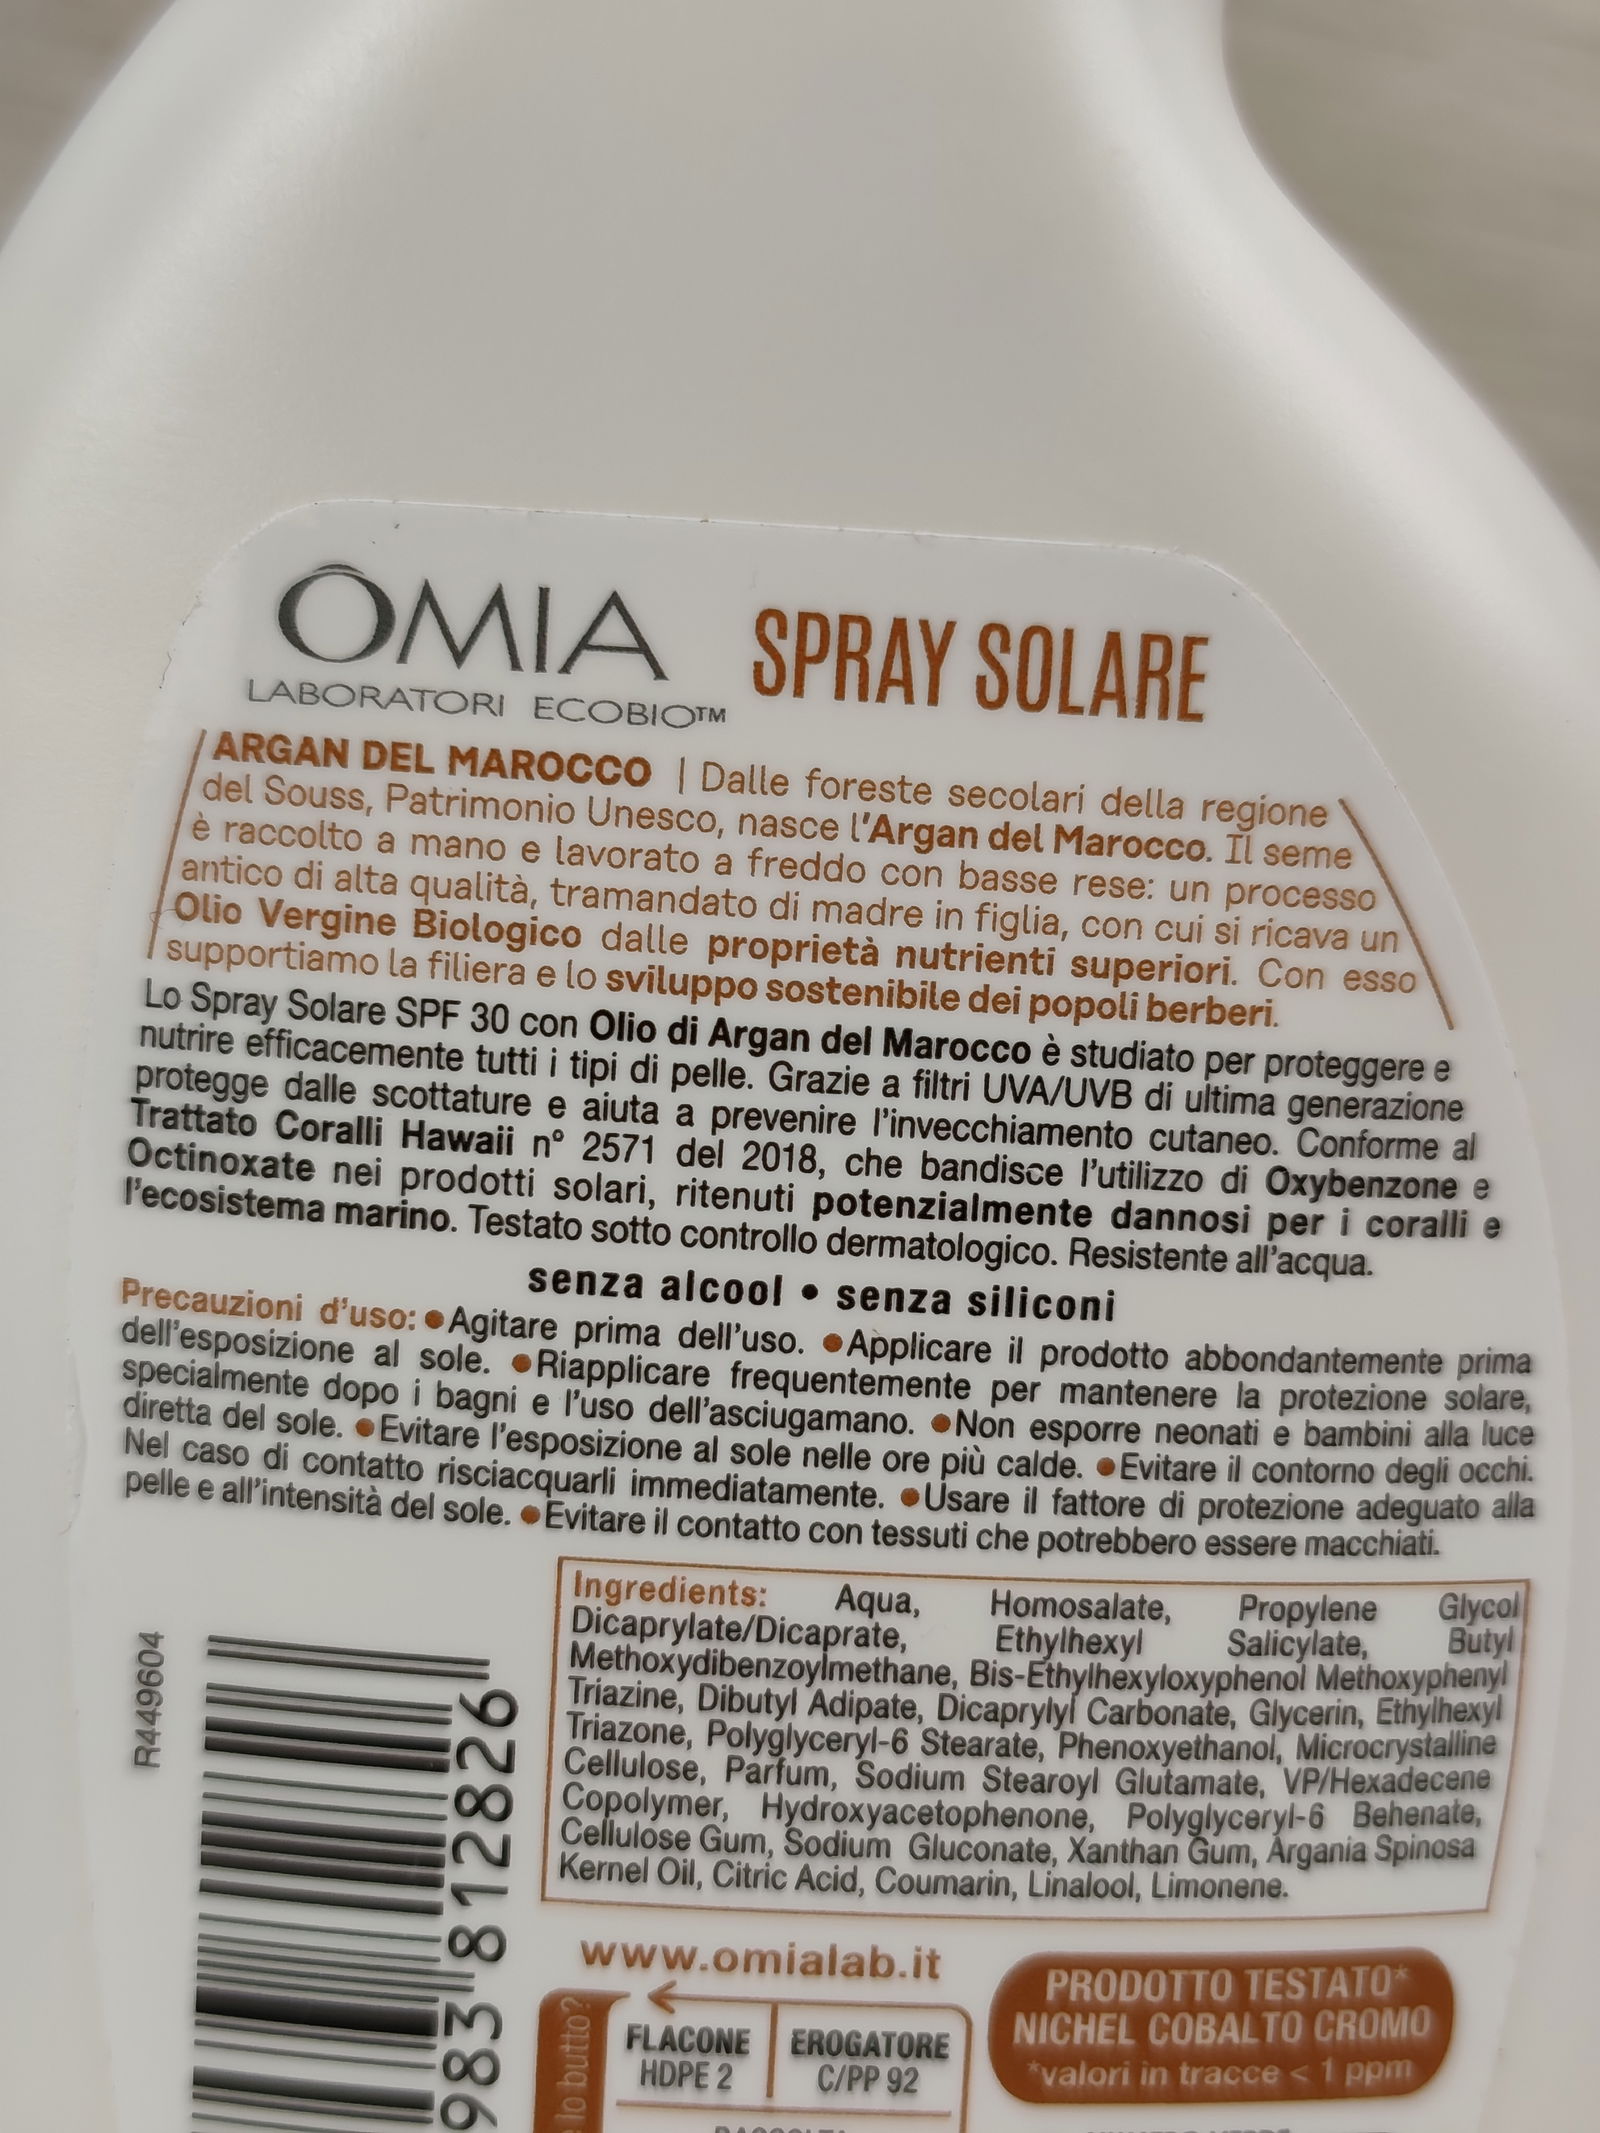 ÔMIA
LABORATORI ECOBIO™
SPRAY SOLARE
ARGAN DEL MAROCCO | Dalle foreste secolari della regione
del Souss, Patrimonio Unesco, nasce l'Argan del Marocco. Il seme
è raccolto a mano e lavorato a freddo con basse rese: un processo
antico di alta qualità, tramandato di madre in figlia, con cui si ricava un
Olio Vergine Biologico dalle proprietà nutrienti superiori. Con esso
supportiamo la filiera e lo sviluppo sostenibile dei popoli berberi.
Lo Spray Solare SPF 30 con Olio di Argan del Marocco è studiato per proteggere e
nutrire efficacemente tutti i tipi di pelle. Grazie a filtri UVA/UVB di ultima generazione
protegge dalle scottature e aiuta a prevenire l'invecchiamento cutaneo. Conforme al
Trattato Coralli Hawaii n° 2571 del 2018, che bandisce l'utilizzo di Oxybenzone e
Octinoxate nei prodotti solari, ritenuti potenzialmente dannosi per i coralli e
l'ecosistema marino. Testato sotto controllo dermatologico. Resistente all'acqua.
senza alcool • senza siliconi
Precauzioni d'uso: ●Agitare prima dell'uso. ●Applicare il prodotto abbondantemente prima
dell'esposizione al sole. ●Riapplicare frequentemente per mantenere la protezione solare,
specialmente dopo i bagni e l'uso dell'asciugamano. ●Non esporre neonati e bambini alla luce
diretta del sole. ●Evitare l'esposizione al sole nelle ore più calde. ●Evitare il contorno degli occhi.
Nel caso di contatto risciacquarli immediatamente. ●Usare il fattore di protezione adeguato alla
pelle e all'intensità del sole. ●Evitare il contatto con tessuti che potrebbero essere macchiati.
Ingredients: Aqua, Homosalate, Propylene Glycol
Dicaprylate/Dicaprate, Ethylhexyl Salicylate, Butyl
Methoxydibenzoylmethane, Bis-Ethylhexyloxyphenol Methoxyphenyl
Triazine, Dibutyl Adipate, Dicaprylyl Carbonate, Glycerin, Ethylhexyl
Triazone, Polyglyceryl-6 Stearate, Phenoxyethanol, Microcrystalline
Cellulose, Parfum, Sodium Stearoyl Glutamate, VP/Hexadecene
Copolymer, Hydroxyacetophenone, Polyglyceryl-6 Behenate,
Cellulose Gum, Sodium Gluconate, Xanthan Gum, Argania Spinosa
Kernel Oil, Citric Acid, Coumarin, Linalool, Limonene.
R449604
983 812826
www.omialab.it
lo butto?
FLACONE
HDPE 2
EROGATORE
C/PP 92
PRODOTTO TESTATO*
NICHEL COBALTO CROMO
*valori in tracce < 1 ppm